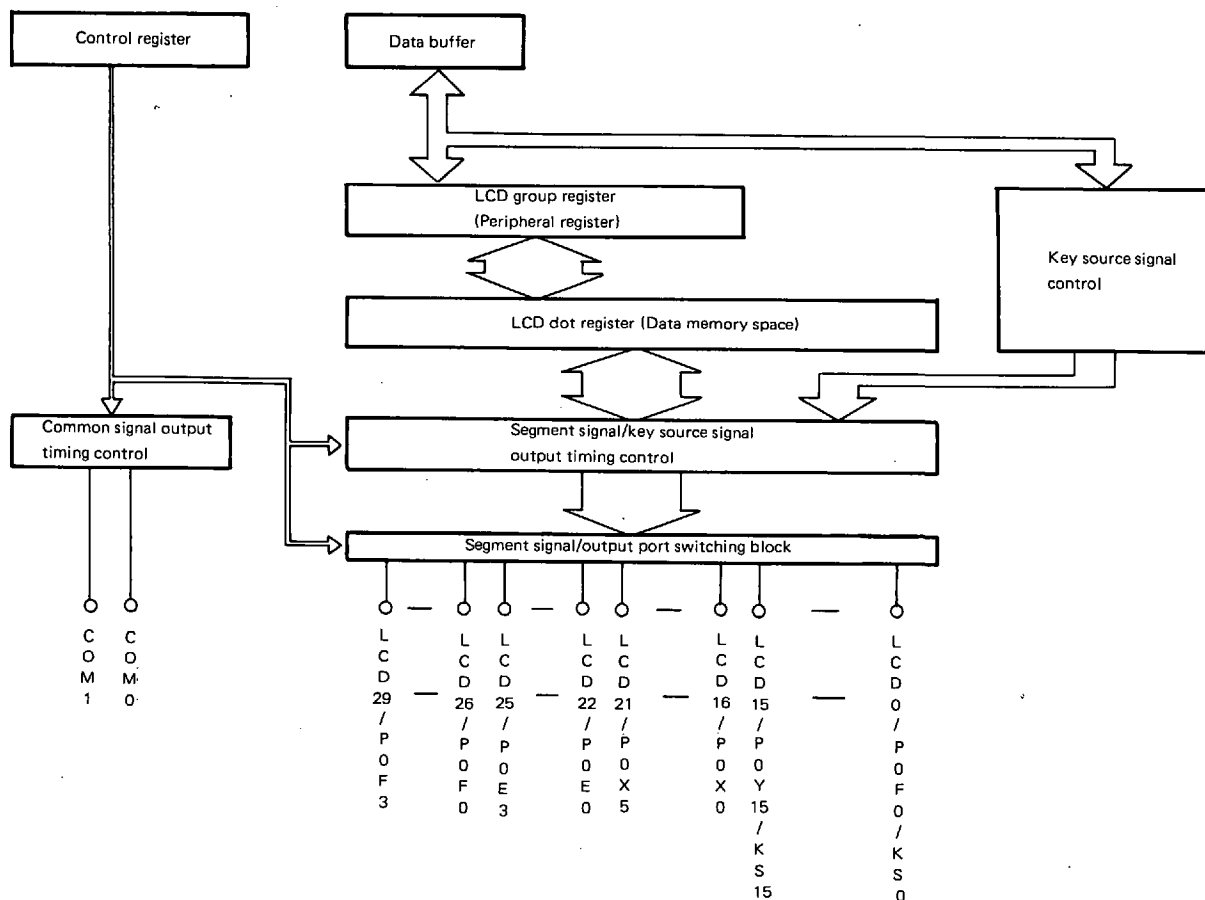 Control register
Data buffer
LCD group register
(Peripheral register)
Key source signal
control
LCD dot register (Data memory space)
Common signal output
timing control
Segment signal/key source signal
output timing control
Segment signal/output port switching block
COM1
COM0
LCD29/P0F3
LCD26/P0F0
LCD25/P0E3
LCD22/P0E0
LCD21/P0X5
LCD16/P0X0
LCD15/P0Y15/KS15
LCD0/P0F0/KS0